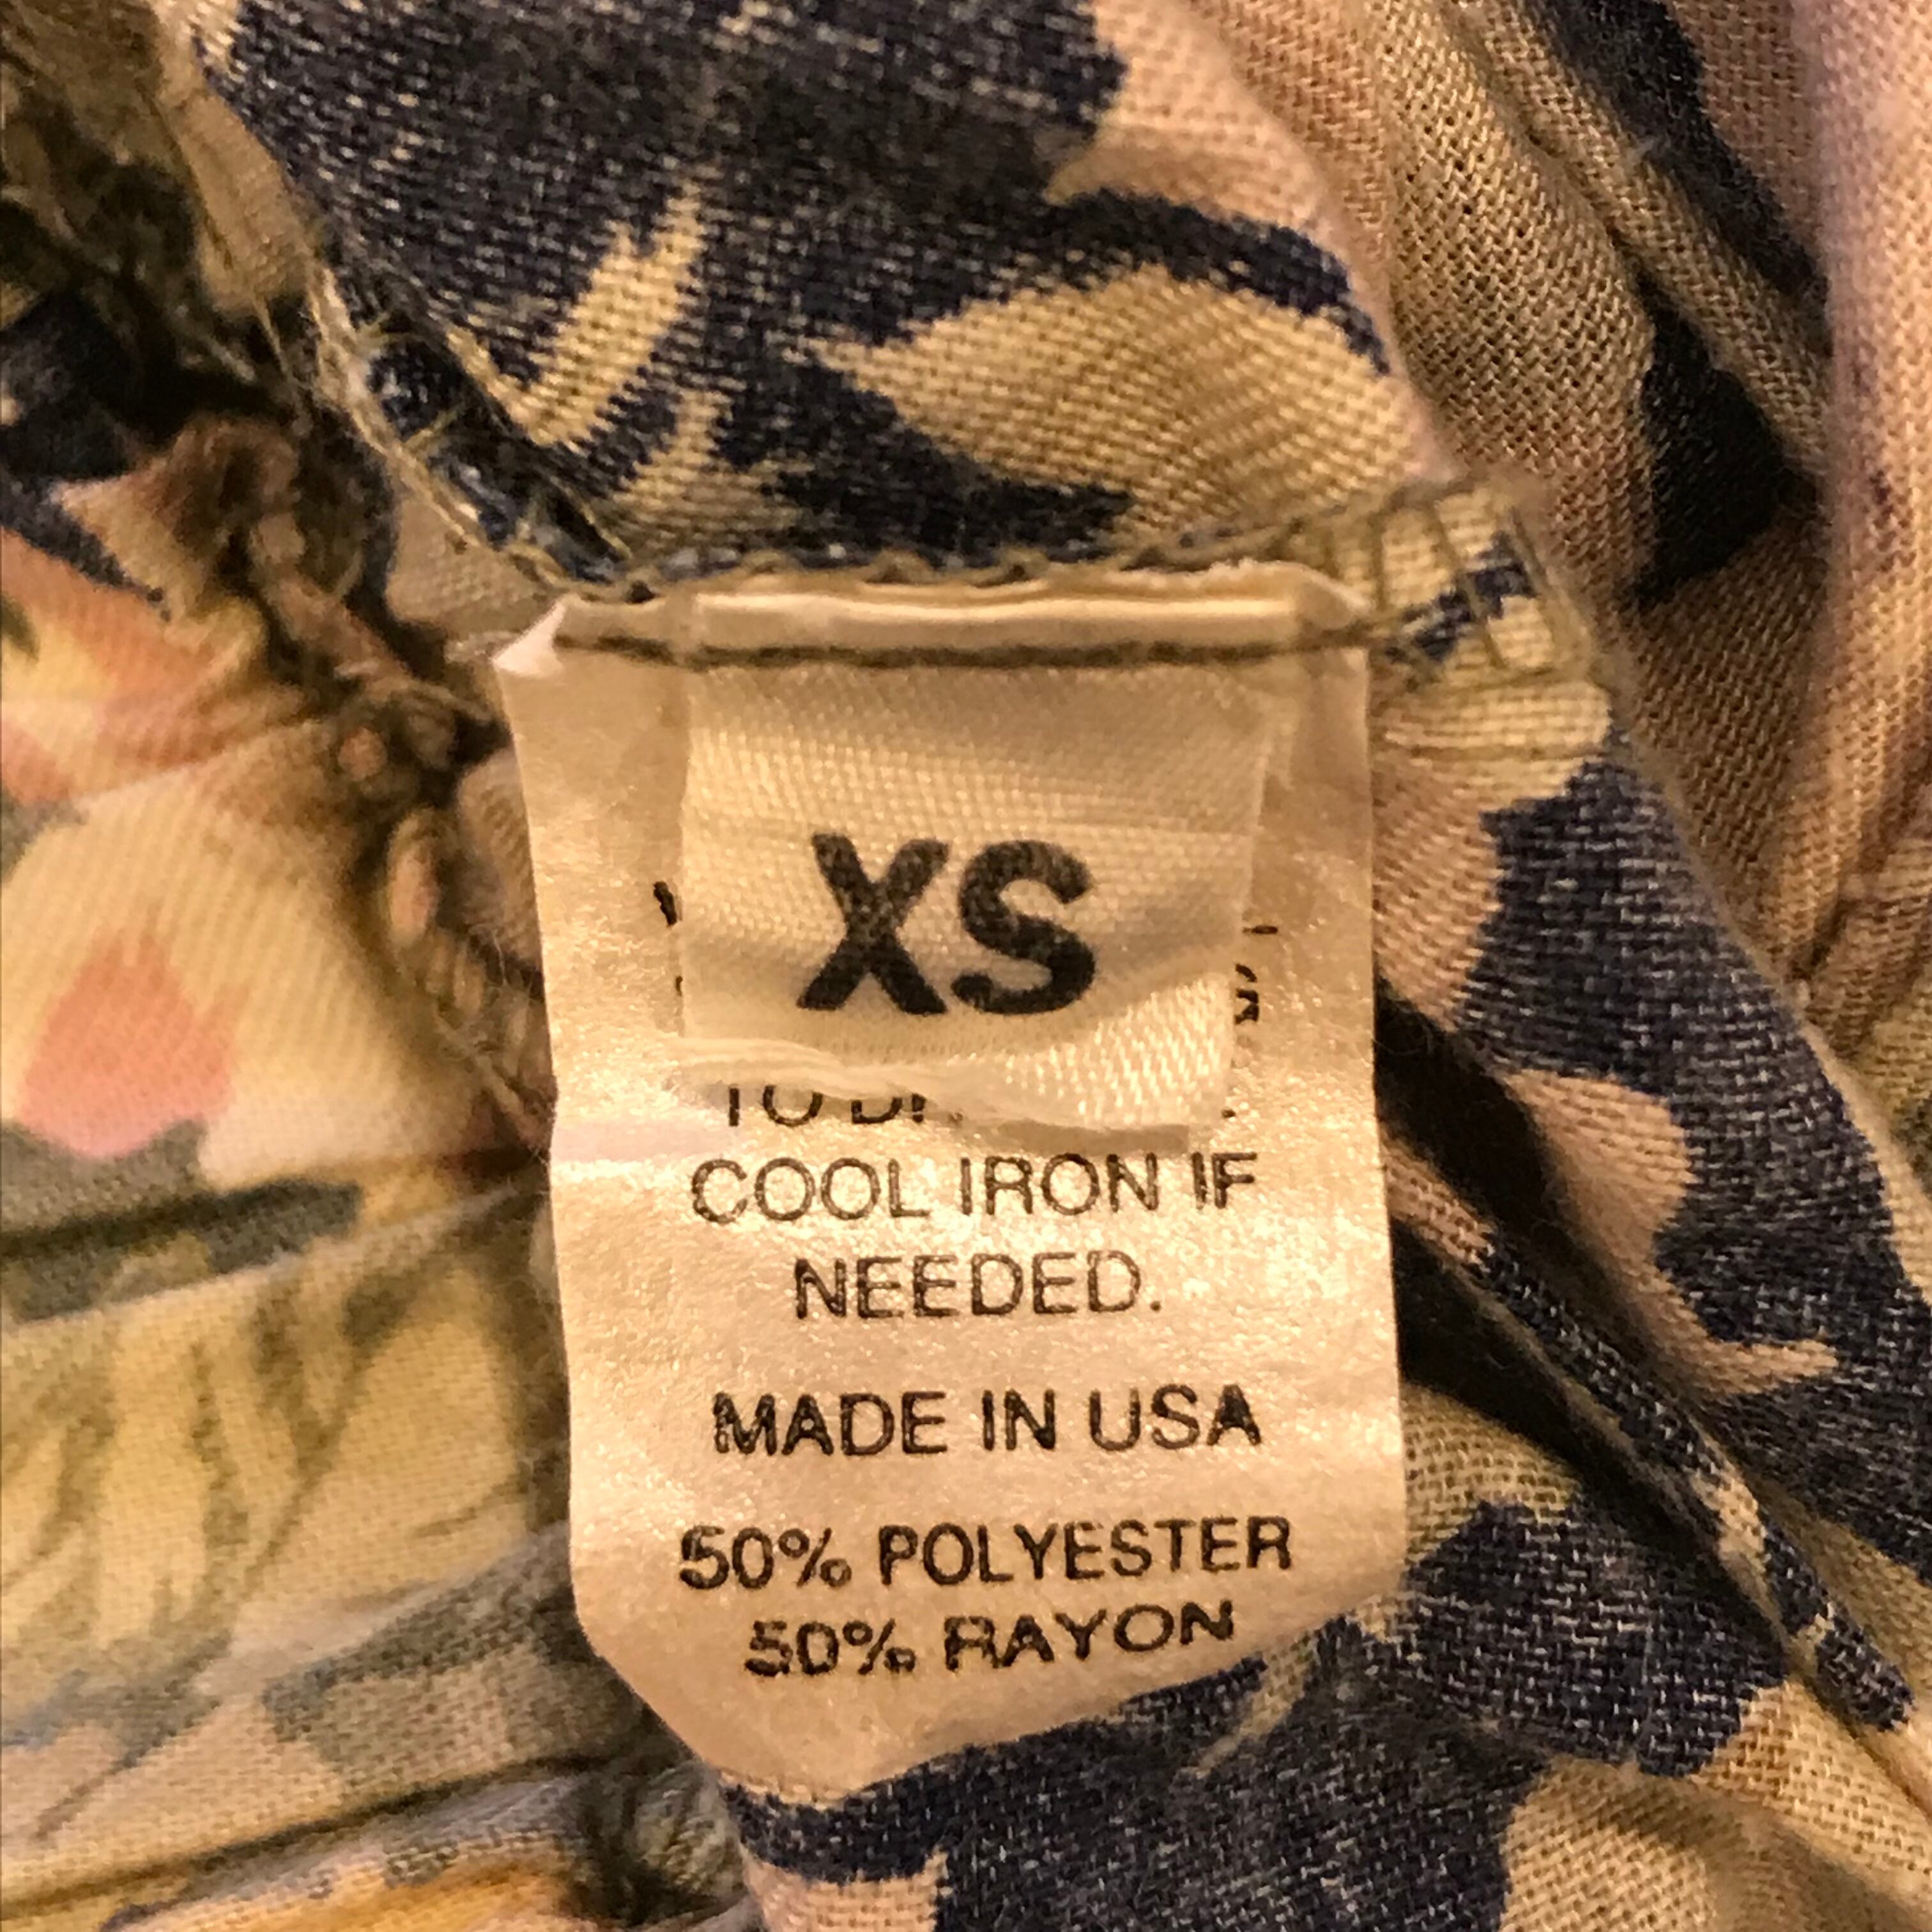 XS
COOL IRON IF
NEEDED.
MADE IN USA
50% POLYESTER
50% RAYON